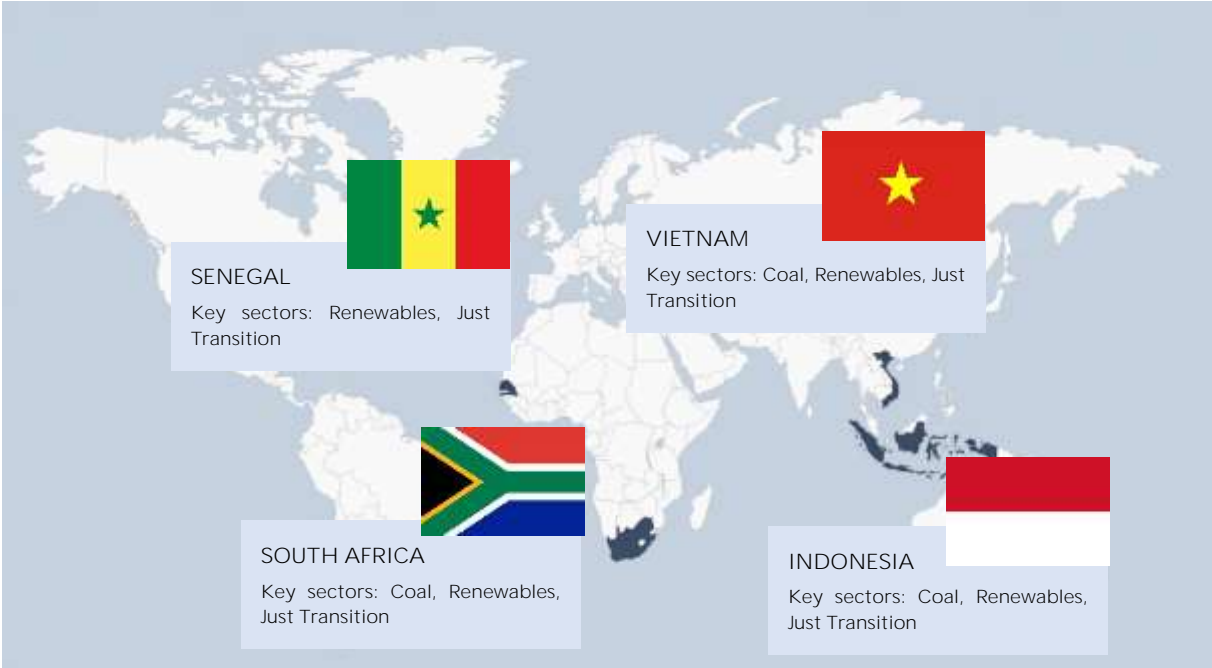 SENEGAL
Key sectors: Renewables, Just
Transition
VIETNAM
Key sectors: Coal, Renewables, Just
Transition
SOUTH AFRICA
Key sectors: Coal, Renewables,
Just Transition
INDONESIA
Key sectors: Coal, Renewables,
Just Transition